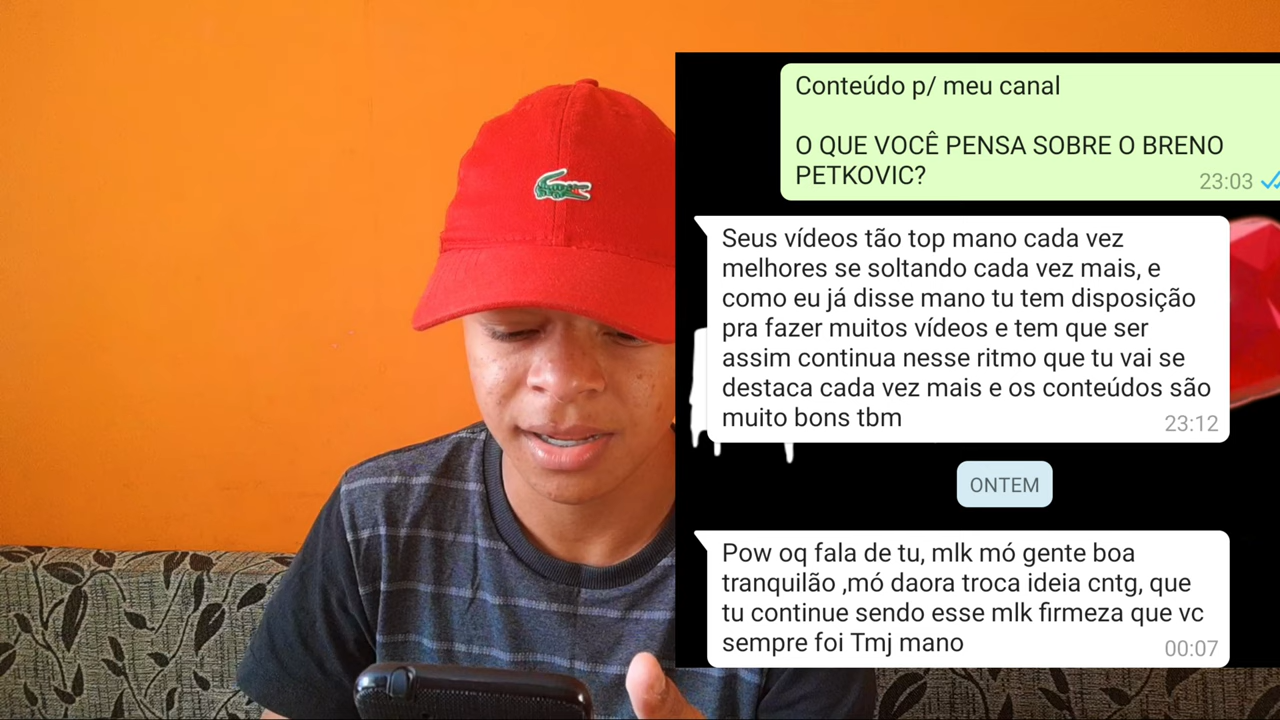 Conteúdo p/ meu canal
O QUE VOCÊ PENSA SOBRE O BRENO
PETKOVIC?
23:03
Seus vídeos tão top mano cada vez
melhores se soltando cada vez mais, e
como eu já disse mano tu tem disposição
pra fazer muitos vídeos e tem que ser
assim continua nesse ritmo que tu vai se
destaca cada vez mais e os conteúdos são
muito bons tbm
23:12
ONTEM
Pow oq fala de tu, mlk mó gente boa
tranquilão ,mó daora troca ideia cntg, que
tu continue sendo esse mlk firmeza que vc
sempre foi Tmj mano
00:07